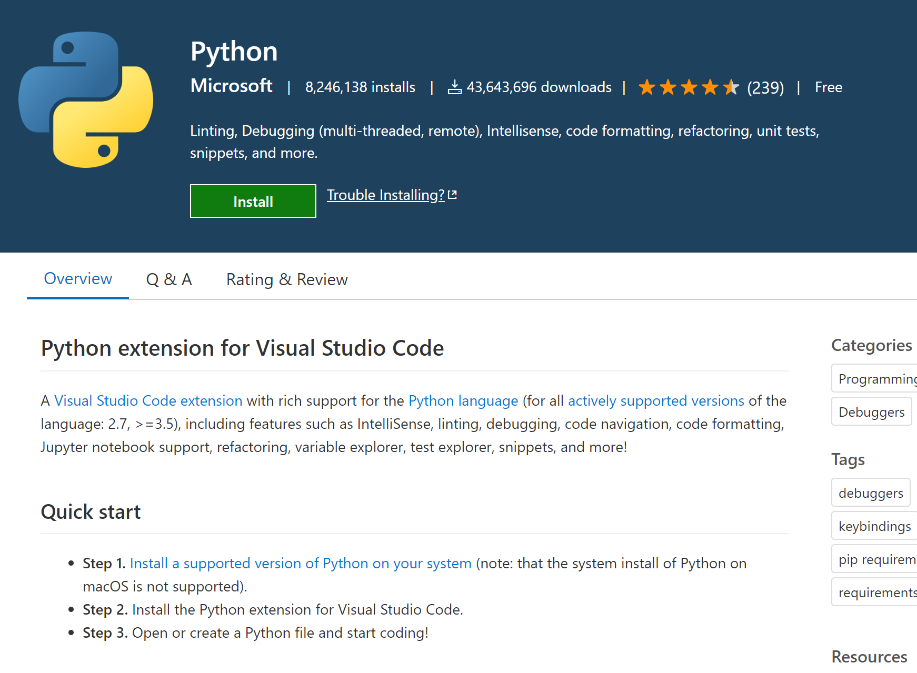 Python
Microsoft | 8,246,138 installs | 43,643,696 downloads | (239) | Free
Linting, Debugging (multi-threaded, remote), Intellisense, code formatting, refactoring, unit tests,
snippets, and more.
Install Trouble Installing?
Overview Q & A Rating & Review
Python extension for Visual Studio Code
A Visual Studio Code extension with rich support for the Python language (for all actively supported versions of the
language: 2.7, >=3.5), including features such as IntelliSense, linting, debugging, code navigation, code formatting,
Jupyter notebook support, refactoring, variable explorer, test explorer, snippets, and more!
Quick start
• Step 1. Install a supported version of Python on your system (note: that the system install of Python on
macOS is not supported).
• Step 2. Install the Python extension for Visual Studio Code.
• Step 3. Open or create a Python file and start coding!
Categories
Programming
Debuggers
Tags
debuggers
keybindings
pip requirem
requirements
Resources